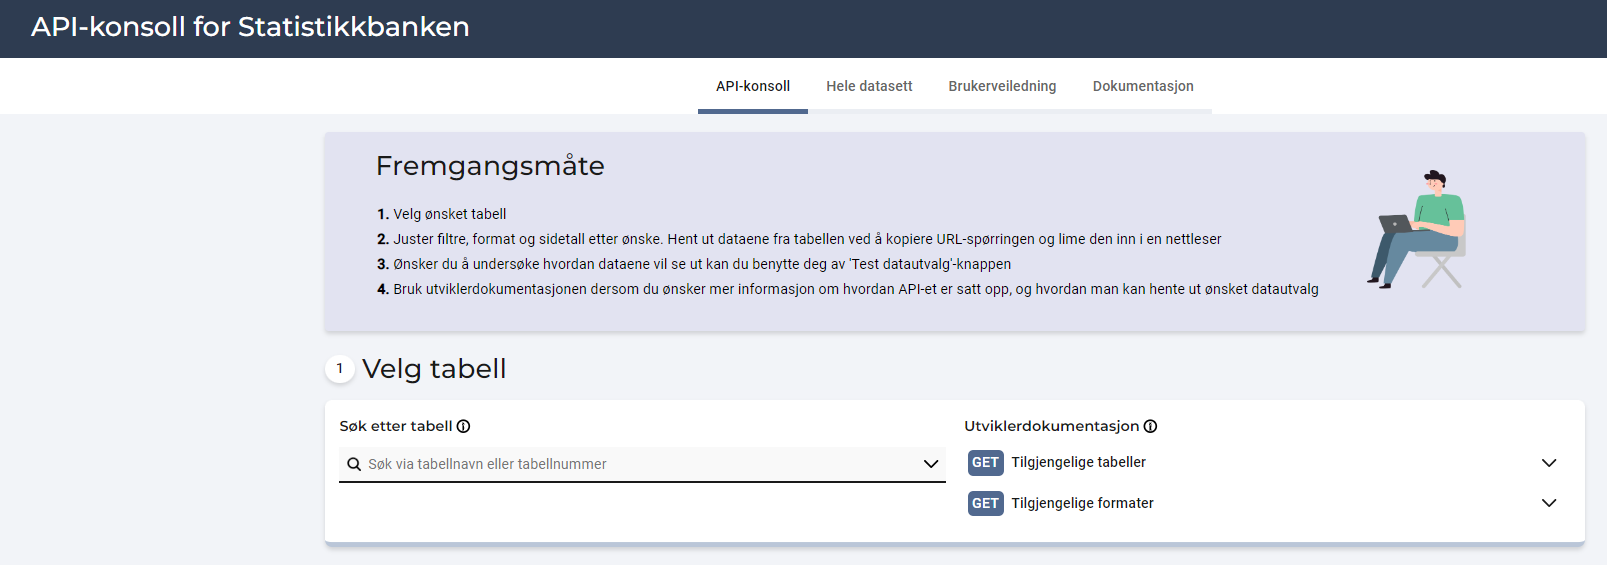 API-konsoll for Statistikkbanken
API-konsoll Hele datasett Brukerveiledning Dokumentasjon
Fremgangsmåte
1. Velg ønsket tabell
2. Juster filtre, format og sidetall etter ønske. Hent ut dataene fra tabellen ved å kopiere URL-spørringen og lime den inn i en nettleser
3. Ønsker du å undersøke hvordan dataene vil se ut kan du benytte deg av 'Test datautvalg'-knappen
4. Bruk utviklerdokumentasjonen dersom du ønsker mer informasjon om hvordan API-et er satt opp, og hvordan man kan hente ut ønsket datautvalg
1 Velg tabell
Søk etter tabell
Søk via tabellnavn eller tabellnummer
Utviklerdokumentasjon
GET Tilgjengelige tabeller
GET Tilgjengelige formater